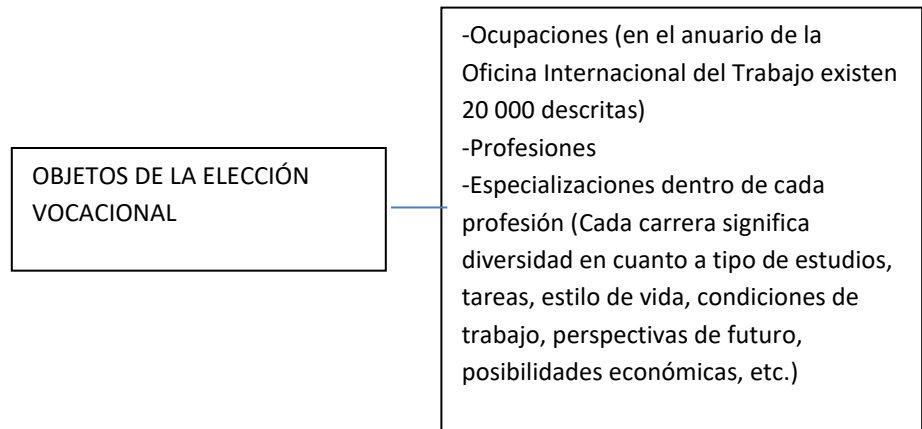 OBJETOS DE LA ELECCIÓN
VOCACIONAL
-Ocupaciones (en el anuario de la
Oficina Internacional del Trabajo existen
20 000 descritas)
-Profesiones
-Especializaciones dentro de cada
profesión (Cada carrera significa
diversidad en cuanto a tipo de estudios,
tareas, estilo de vida, condiciones de
trabajo, perspectivas de futuro,
posibilidades económicas, etc.)